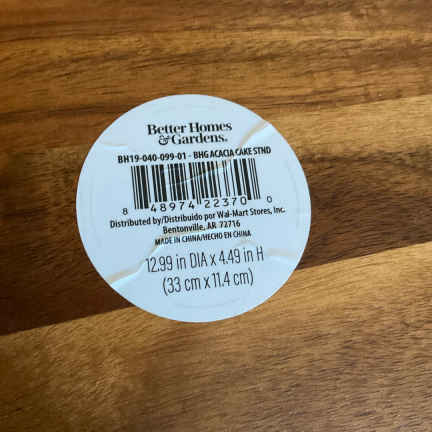 Better Homes
& Gardens.
BH19-040-099-01 - BHG ACACIA CAKE STND
8 48974 22370 0
Distributed by/Distribuido por Wal-Mart Stores, Inc.
Bentonville, AR 72716
MADE IN CHINA/HECHO EN CHINA
12.99 in DIA x 4.49 in H
(33 cm x 11.4 cm)